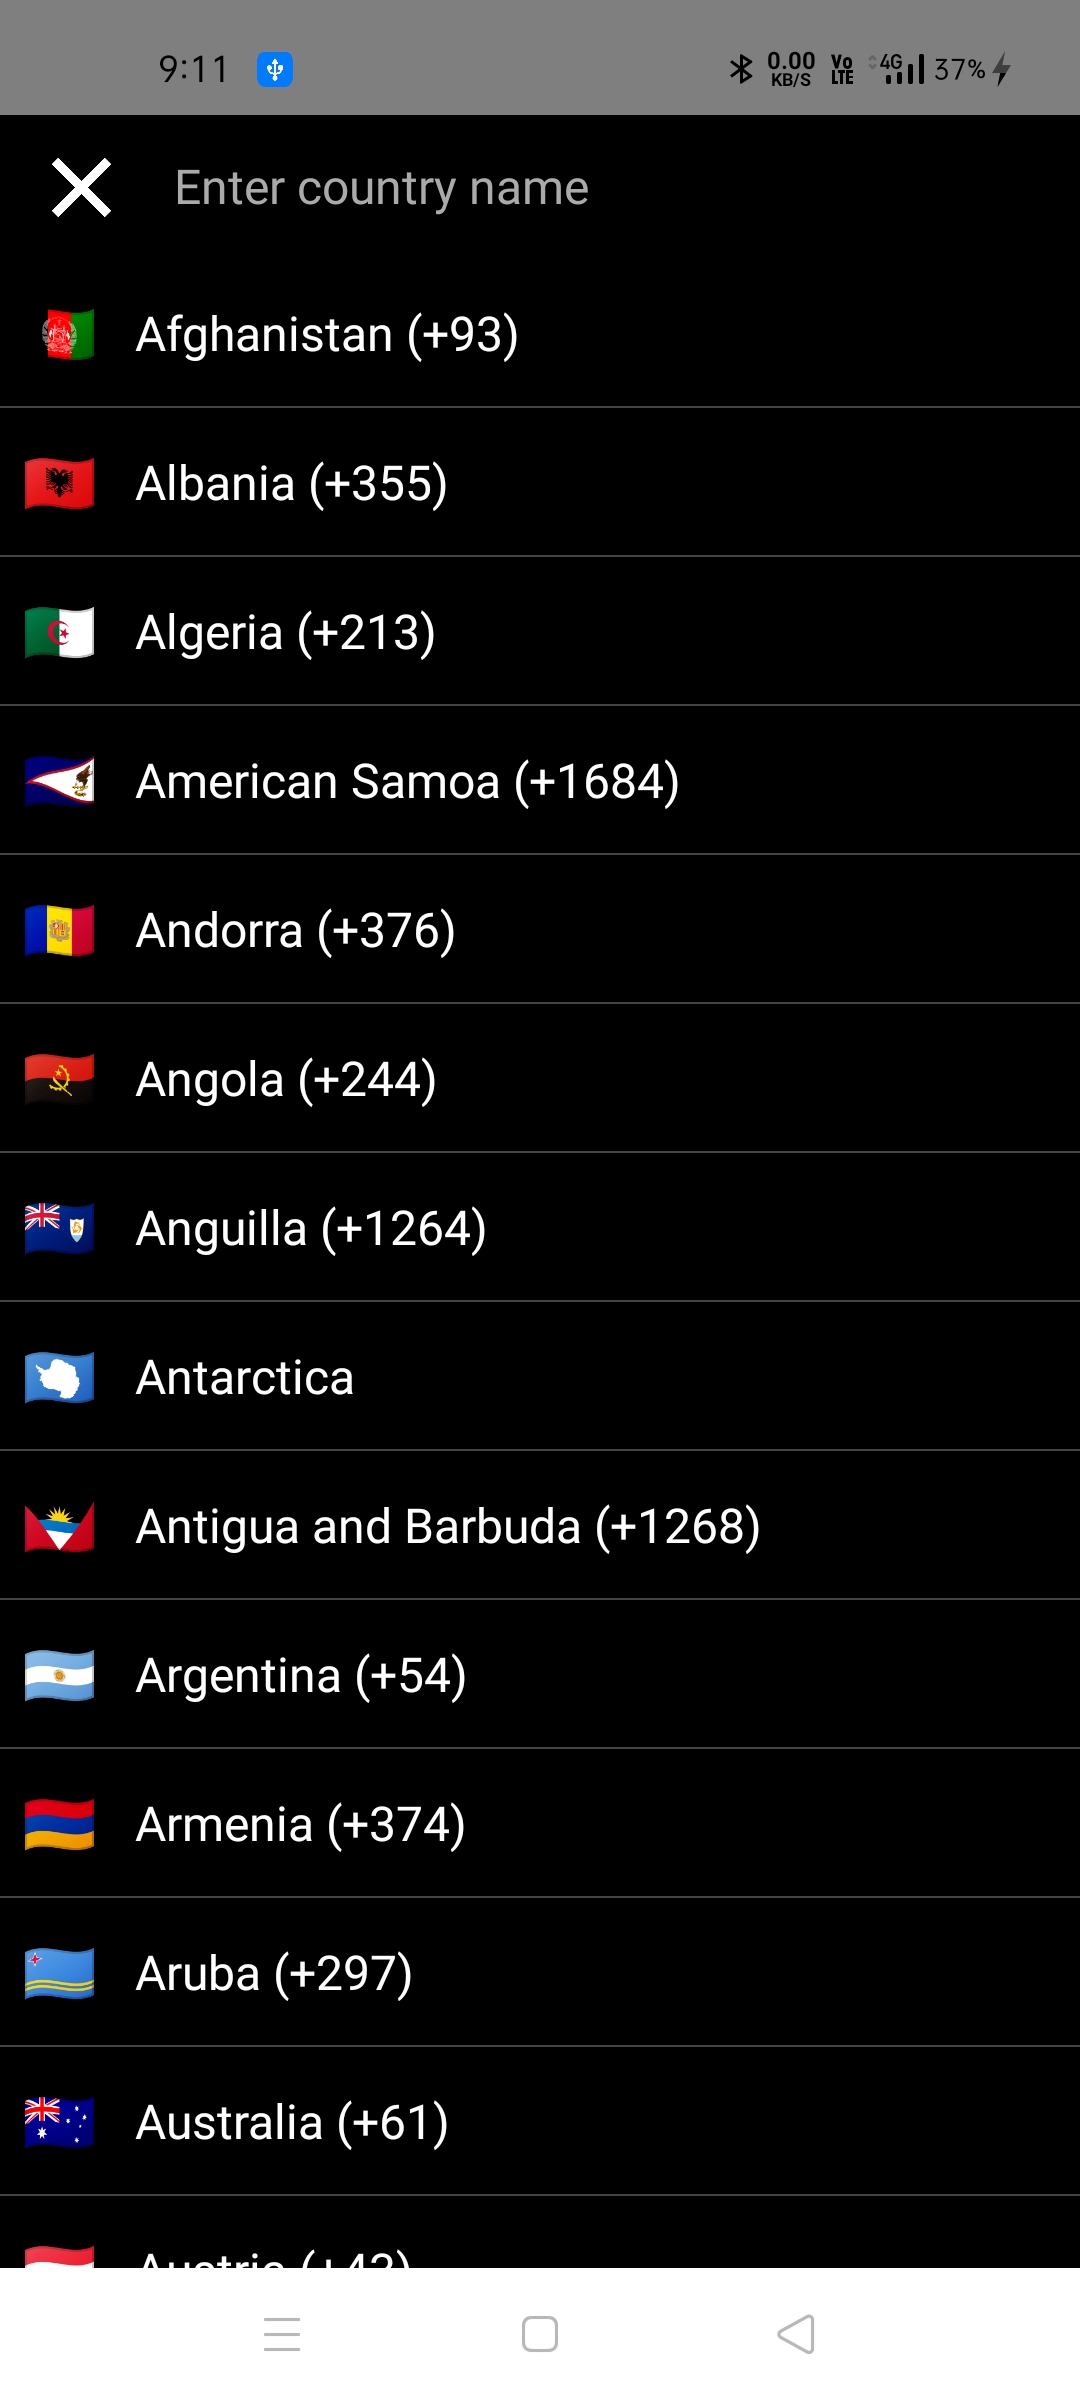 9:11
0.00 KB/S
Vo LTE
4G
37%
Enter country name
Afghanistan (+93)
Albania (+355)
Algeria (+213)
American Samoa (+1684)
Andorra (+376)
Angola (+244)
Anguilla (+1264)
Antarctica
Antigua and Barbuda (+1268)
Argentina (+54)
Armenia (+374)
Aruba (+297)
Australia (+61)
Austria (+43)